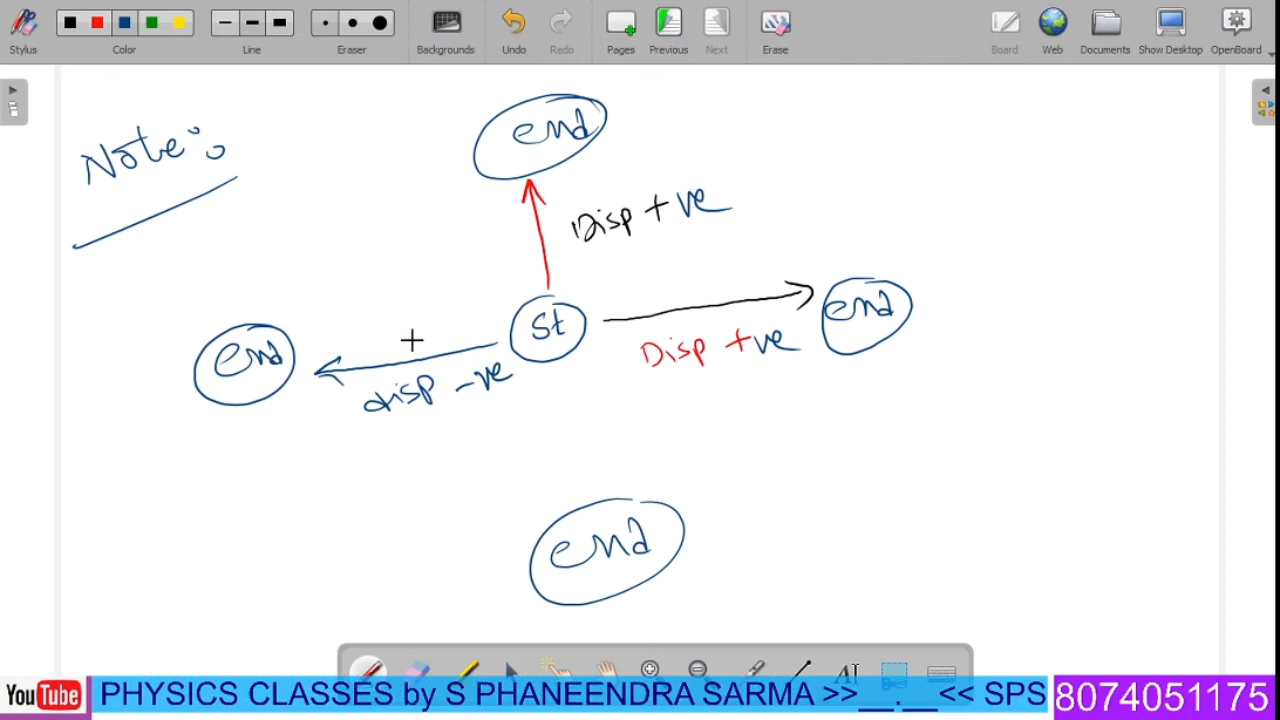 Stylus
Color
Line
Eraser
Backgrounds
Undo
Redo
Pages
Previous
Next
Erase
Board
Web
Documents
Show Desktop
OpenBoard
Note:
end
Disp +ve
St
end
Disp +ve
end
disp -ve
end
YouTube PHYSICS CLASSES by S PHANEENDRA SARMA >>__.__<< SPS 8074051175